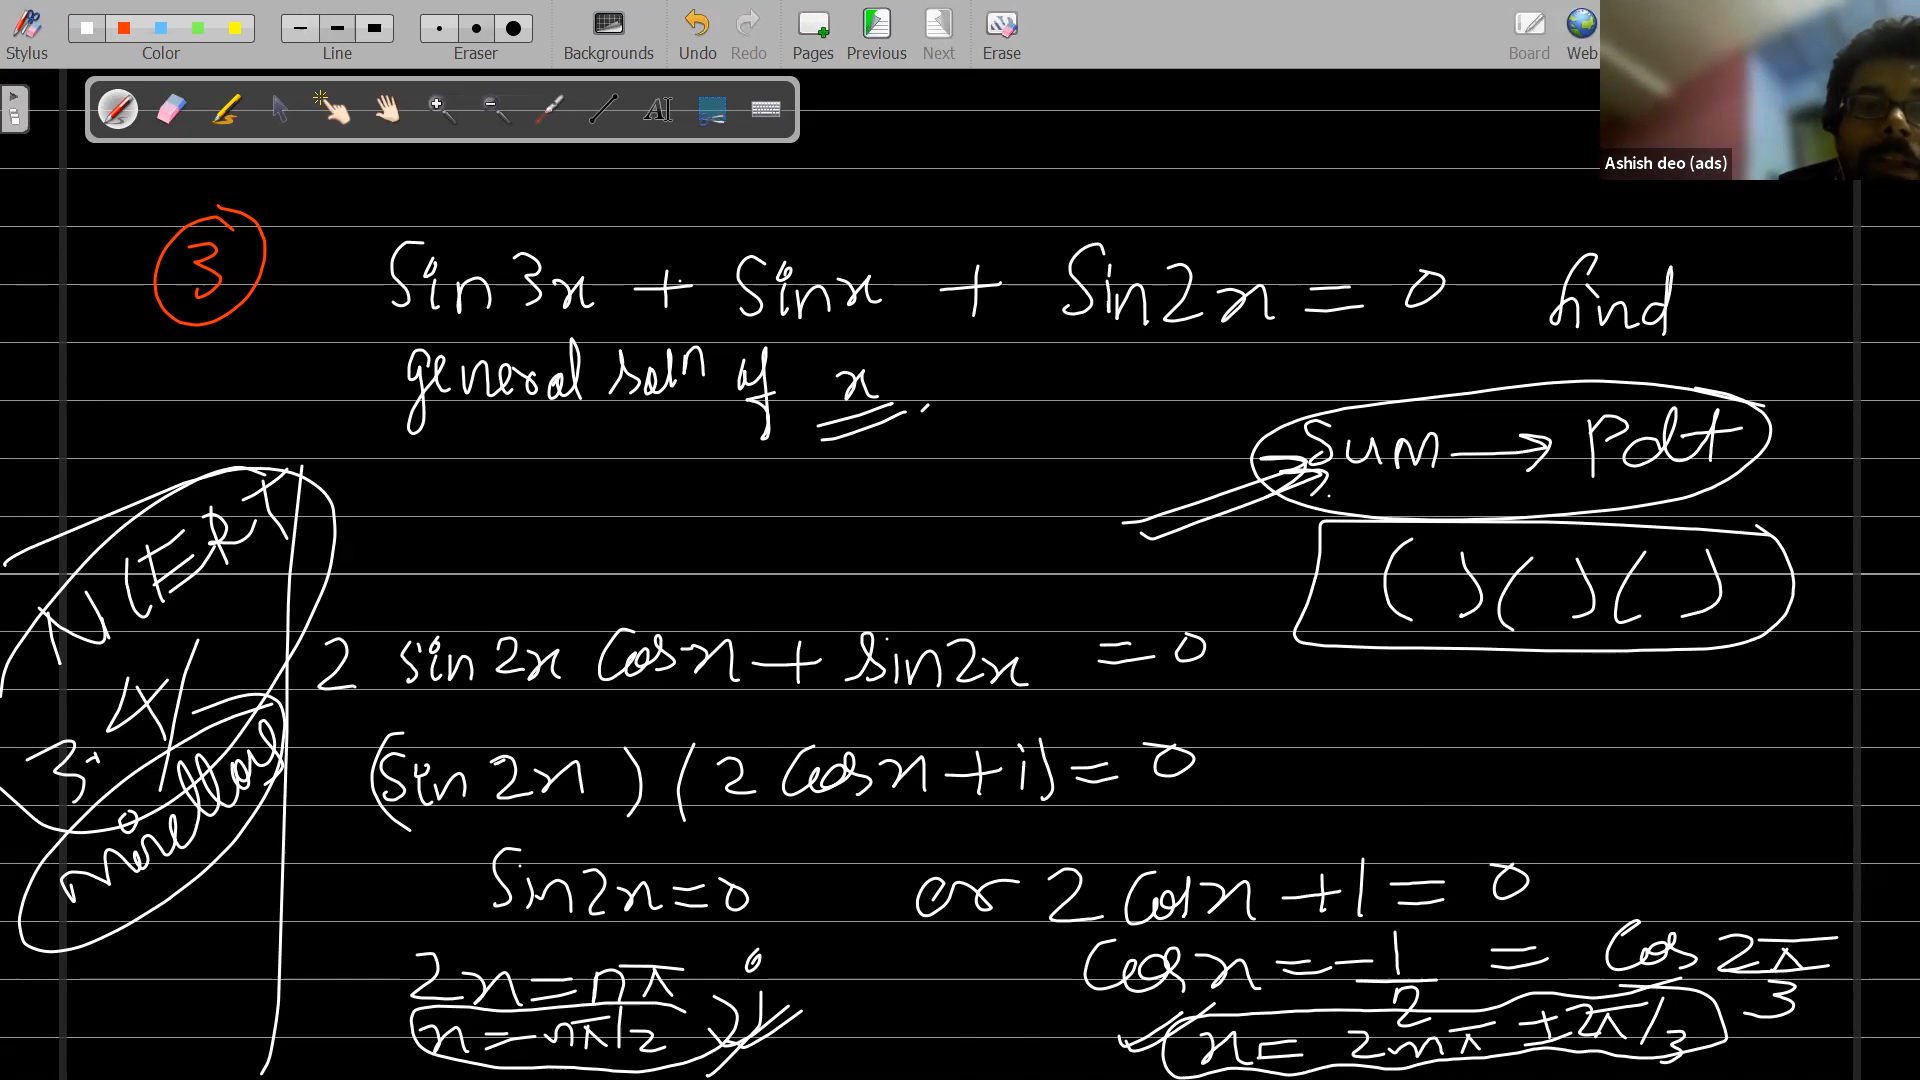 Stylus Color Line Eraser Backgrounds Undo Redo Pages Previous Next Erase Board Web
Ashish deo (ads)
3 Sin3x + Sinx + Sin2x = 0 find
general soln of x.
Sum → Pdt
( ) ( ) ( )
NCERT
3.4
miscellany
2 sin2x Cosx + sin2x = 0
(sin2x) (2 Cosx + 1) = 0
Sin2x = 0 or 2 Cosx + 1 = 0
2x = nπ
x = nπ/2
Cosx = -1/2 = Cos 2π/3
x = 2mπ ± 2π/3